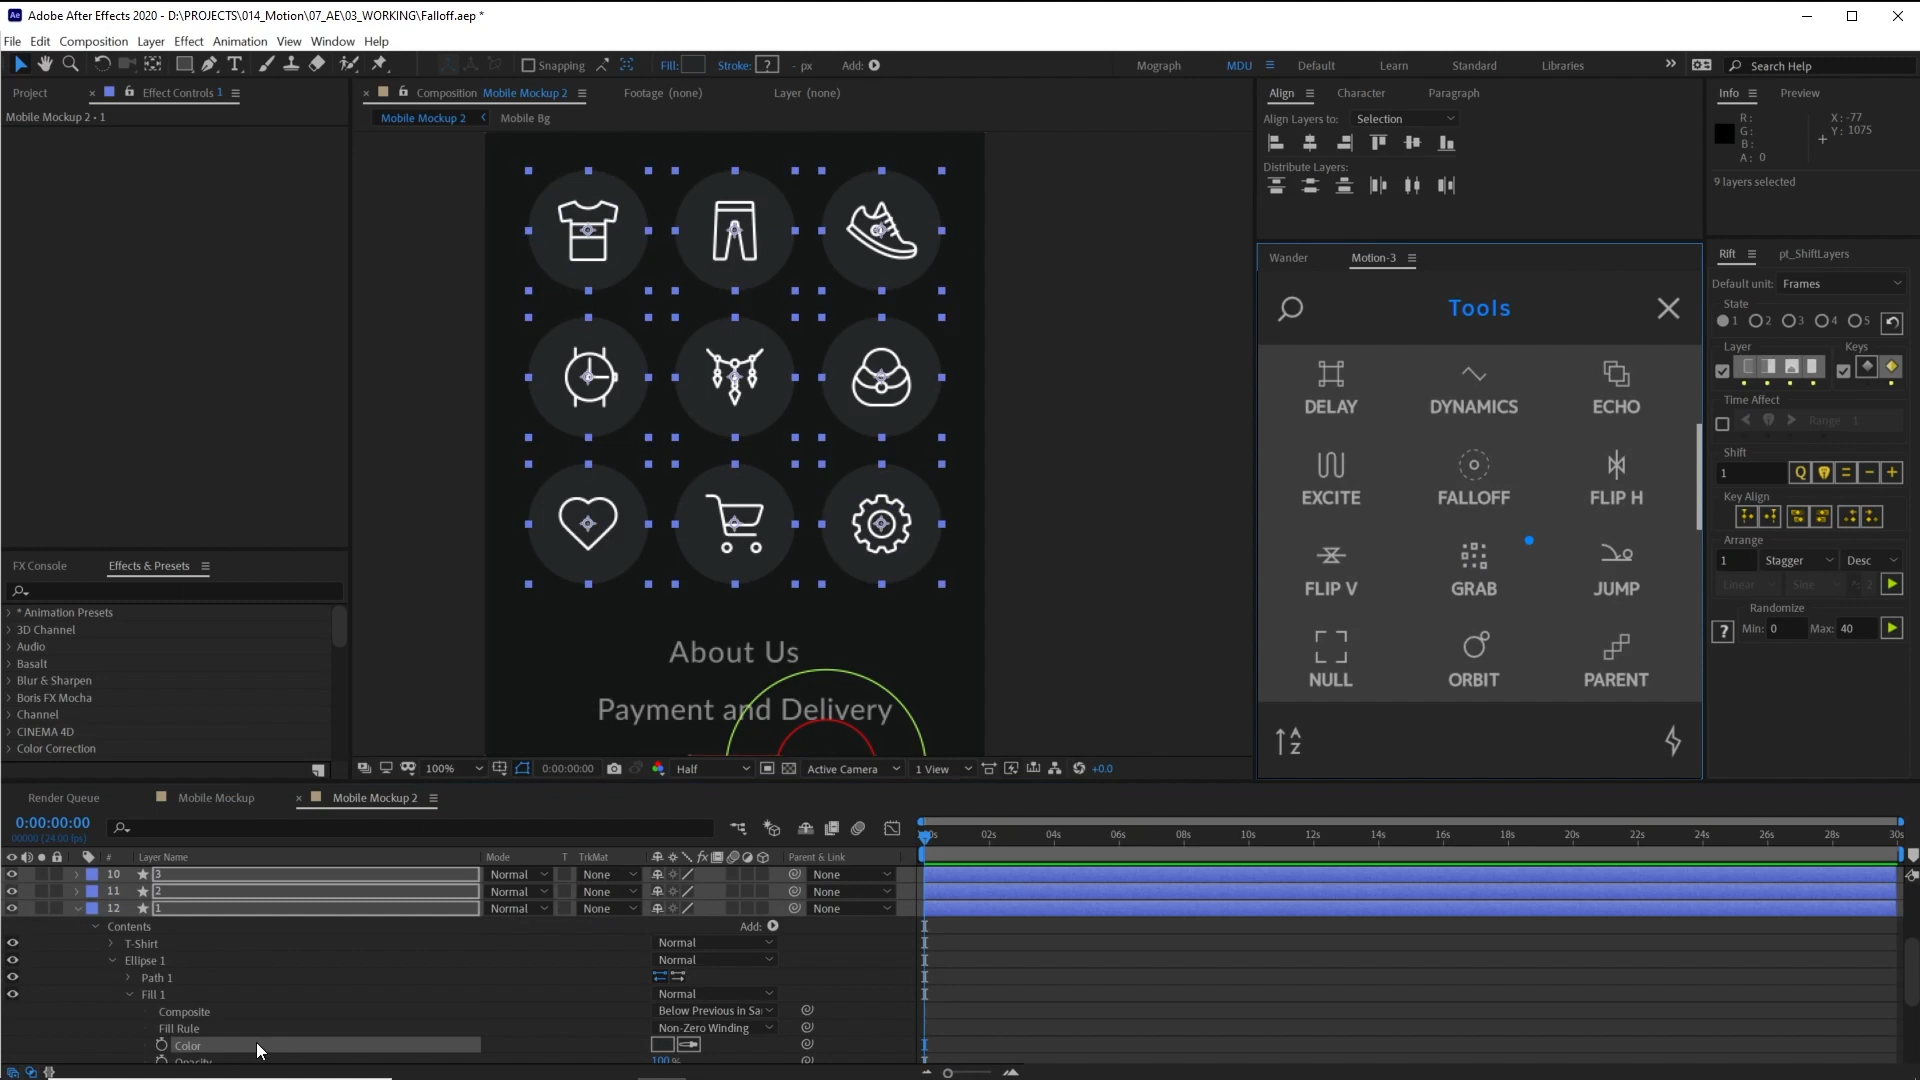 Adobe After Effects 2020 - D:\PROJECTS\014_Motion\07_AE\03_WORKING\Falloff.aep *
File Edit Composition Layer Effect Animation View Window Help
Snapping Fill: Stroke: ? - px Add: Mograph MDU Default Learn Standard Libraries Search Help
Project Effect Controls 1
Mobile Mockup 2 • 1
Composition Mobile Mockup 2 Footage (none) Layer (none)
Mobile Mockup 2 Mobile Bg
About Us
Payment and Delivery
100% 0:00:00:00 Half Active Camera 1 View +0.0
Align Character Paragraph
Align Layers to: Selection
Distribute Layers:
Wander Motion-3
Tools
DELAY DYNAMICS ECHO
EXCITE FALLOFF FLIP H
FLIP V GRAB JUMP
NULL ORBIT PARENT
Info Preview
R: X: -77
G: Y: 1075
B:
A: 0
9 layers selected
Rift pt_ShiftLayers
Default unit: Frames
State
1 2 3 4 5
Layer Keys
Time Affect
Range 1
Shift
1 Q
Key Align
Arrange
1 Stagger Desc
Linear Sine 2
Randomize
? Min: 0 Max: 40
FX Console Effects & Presets
* Animation Presets
3D Channel
Audio
Basalt
Blur & Sharpen
Boris FX Mocha
Channel
CINEMA 4D
Color Correction
Render Queue Mobile Mockup Mobile Mockup 2
0:00:00:00
00000 (24.00 fps)
02s 04s 06s 08s 10s 12s 14s 16s 18s 20s 22s 24s 26s 28s 30s
# Layer Name Mode T TrkMat fx Parent & Link
10 3 Normal None None
11 2 Normal None None
12 1 Normal None None
Contents Add:
T-Shirt Normal
Ellipse 1 Normal
Path 1
Fill 1 Normal
Composite Below Previous in Sa
Fill Rule Non-Zero Winding
Color
Opacity 100 %